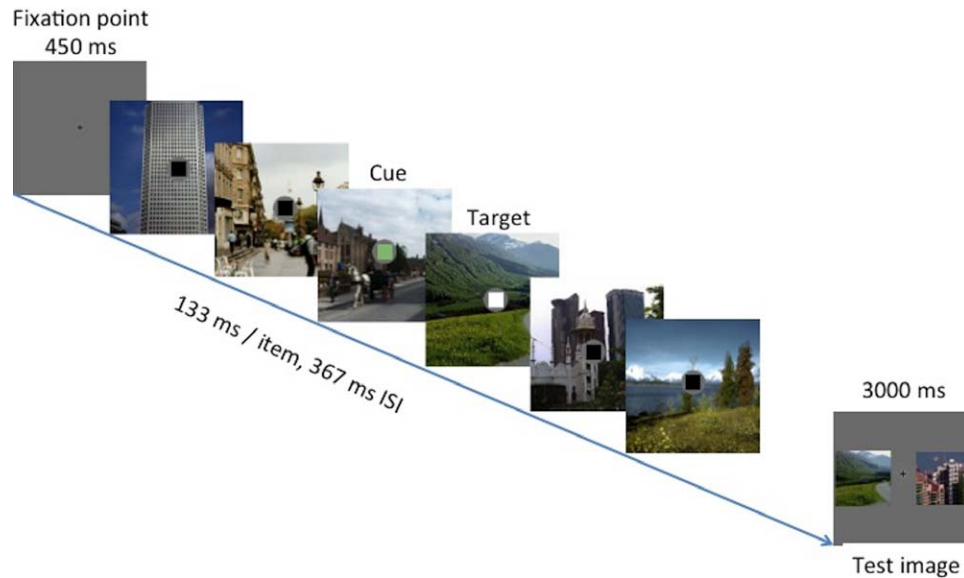 Fixation point
450 ms
Cue
Target
133 ms / item, 367 ms ISI
3000 ms
Test image